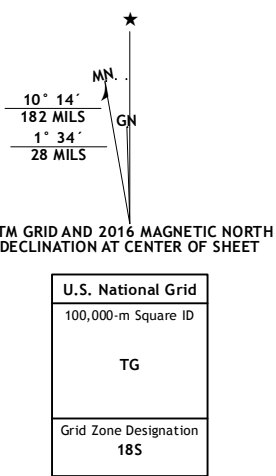 MN
10° 14´
182 MILS
GN
1° 34´
28 MILS
TM GRID AND 2016 MAGNETIC NORTH
DECLINATION AT CENTER OF SHEET
U.S. National Grid
100,000-m Square ID
TG
Grid Zone Designation
18S